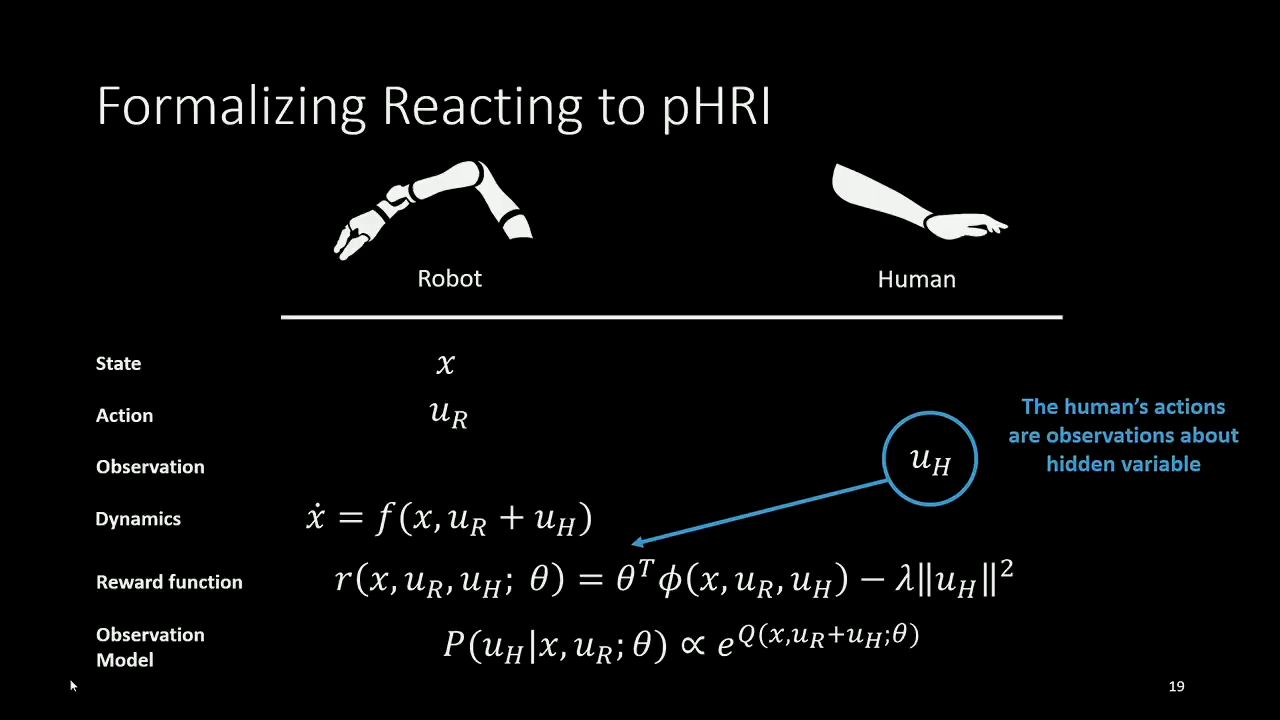 Formalizing Reacting to pHRI
Robot
Human
State
x
Action
u_R
The human's actions
are observations about
hidden variable
Observation
u_H
Dynamics
ẋ = f(x, u_R + u_H)
Reward function
r(x, u_R, u_H; θ) = θ^T ϕ(x, u_R, u_H) − λ‖u_H‖^2
Observation
Model
P(u_H|x, u_R; θ) ∝ e^{Q(x,u_R+u_H;θ)}
19